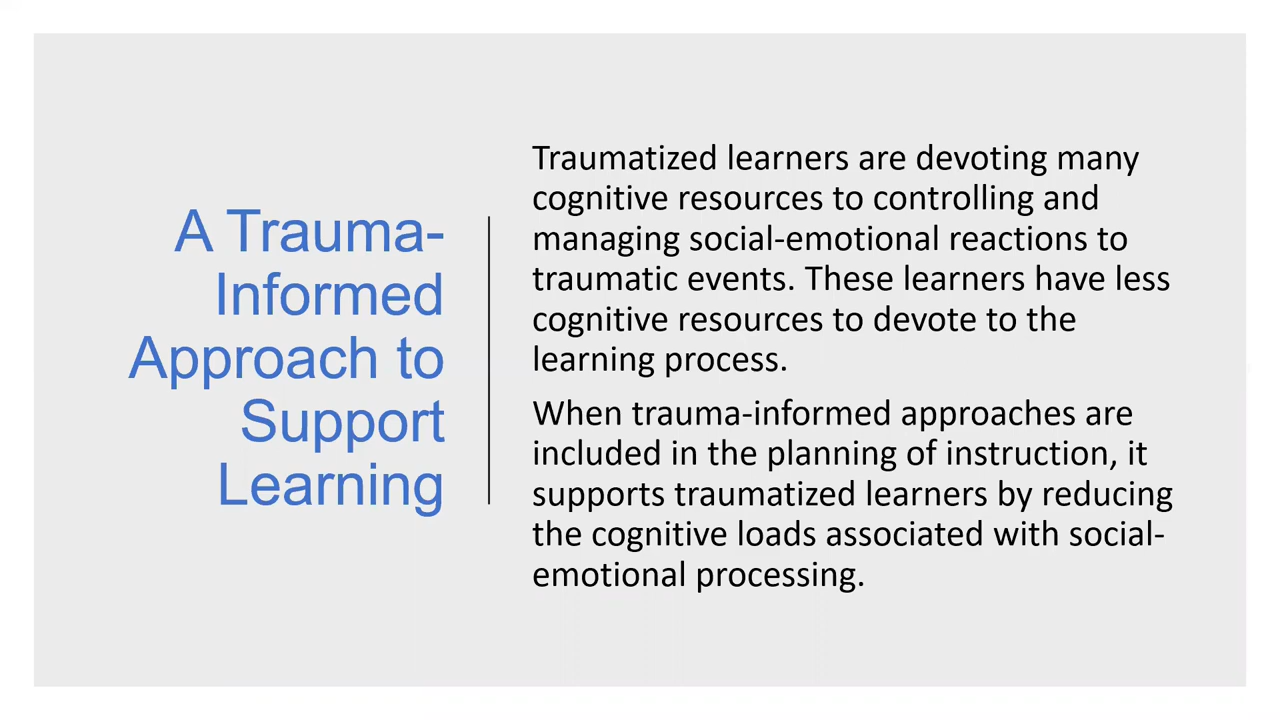 A Trauma-
Informed
Approach to
Support
Learning
Traumatized learners are devoting many
cognitive resources to controlling and
managing social-emotional reactions to
traumatic events. These learners have less
cognitive resources to devote to the
learning process.
When trauma-informed approaches are
included in the planning of instruction, it
supports traumatized learners by reducing
the cognitive loads associated with social-
emotional processing.